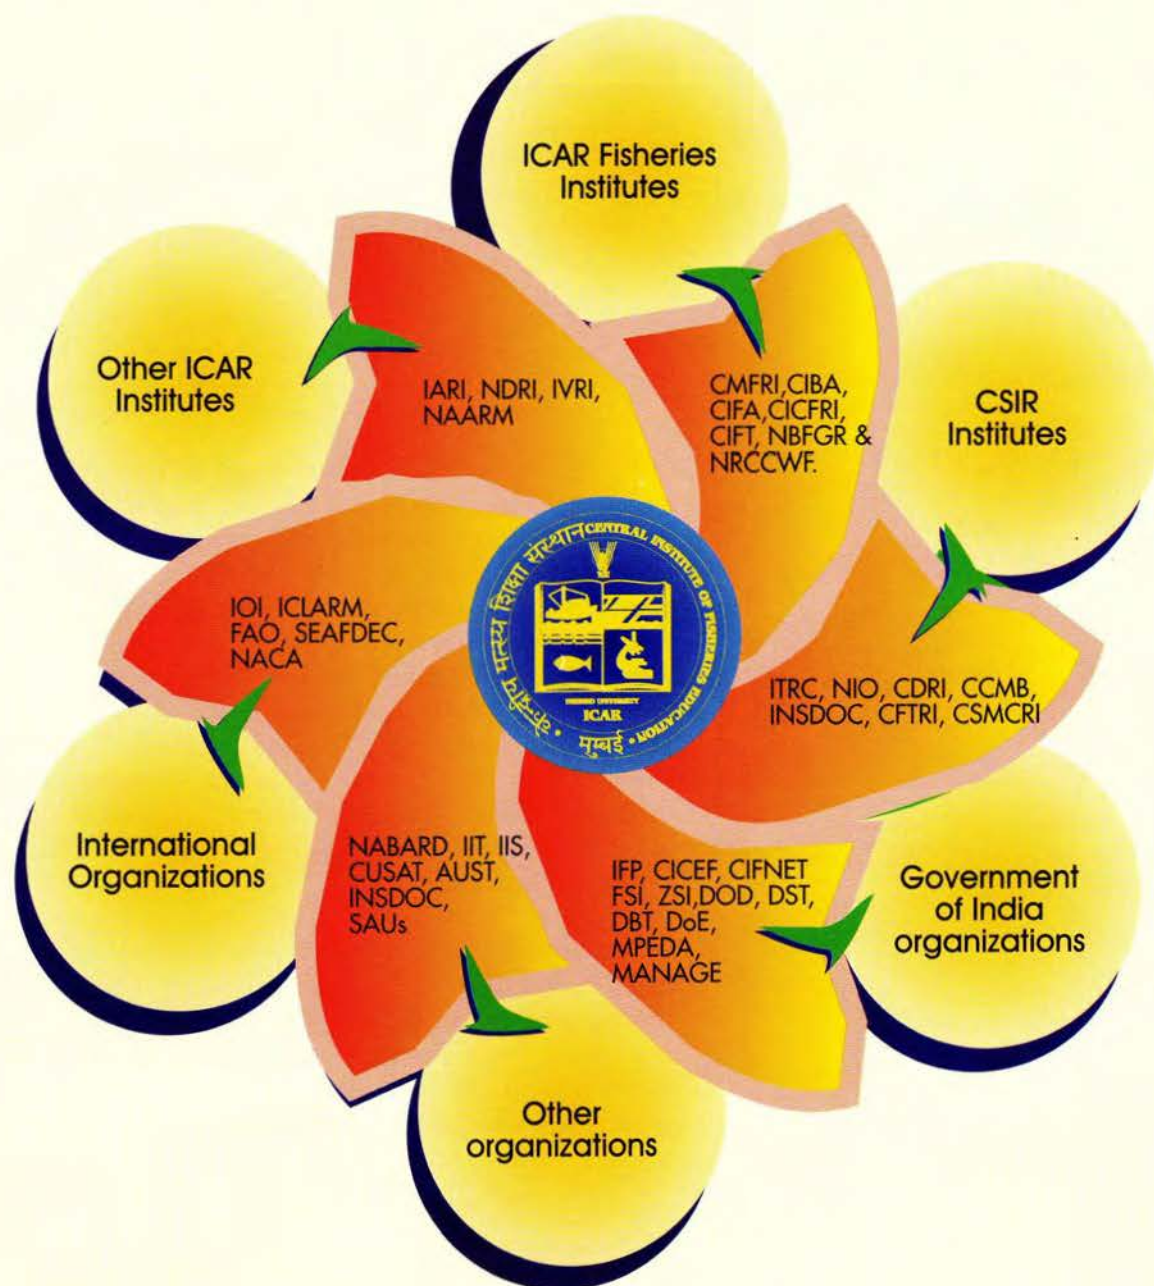 ICAR Fisheries
Institutes
Other ICAR
Institutes
IARI, NDRI, IVRI,
NAARM
CMFRI,CIBA,
CIFA,CICFRI,
CIFT, NBFGR &
NRCCWF.
CSIR
Institutes
IOI, ICLARM,
FAO, SEAFDEC,
NACA
केन्द्रीय मत्स्य शिक्षा संस्थान
CENTRAL INSTITUTE OF FISHERIES EDUCATION
DEEMED UNIVERSITY
ICAR
मुम्बई
ITRC, NIO, CDRI, CCMB,
INSDOC, CFTRI, CSMCRI
International
Organizations
NABARD, IIT, IIS,
CUSAT, AUST,
INSDOC,
SAUs
IFP, CICEF, CIFNET
FSI, ZSI,DOD, DST,
DBT, DoE,
MPEDA,
MANAGE
Government
of India
organizations
Other
organizations